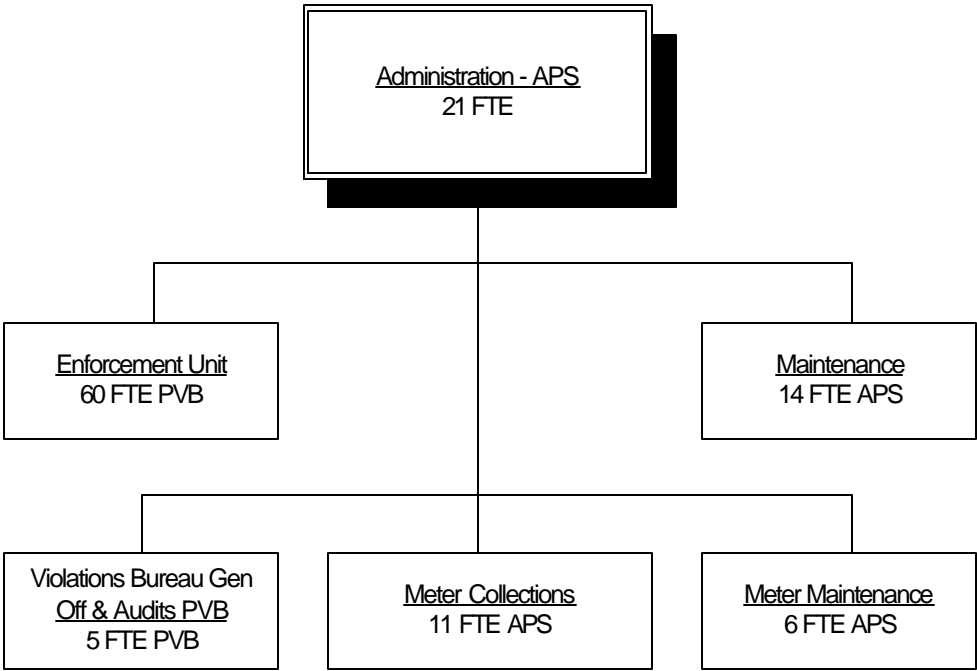 Administration - APS
21 FTE
Enforcement Unit
60 FTE PVB
Maintenance
14 FTE APS
Violations Bureau Gen
Off & Audits PVB
5 FTE PVB
Meter Collections
11 FTE APS
Meter Maintenance
6 FTE APS